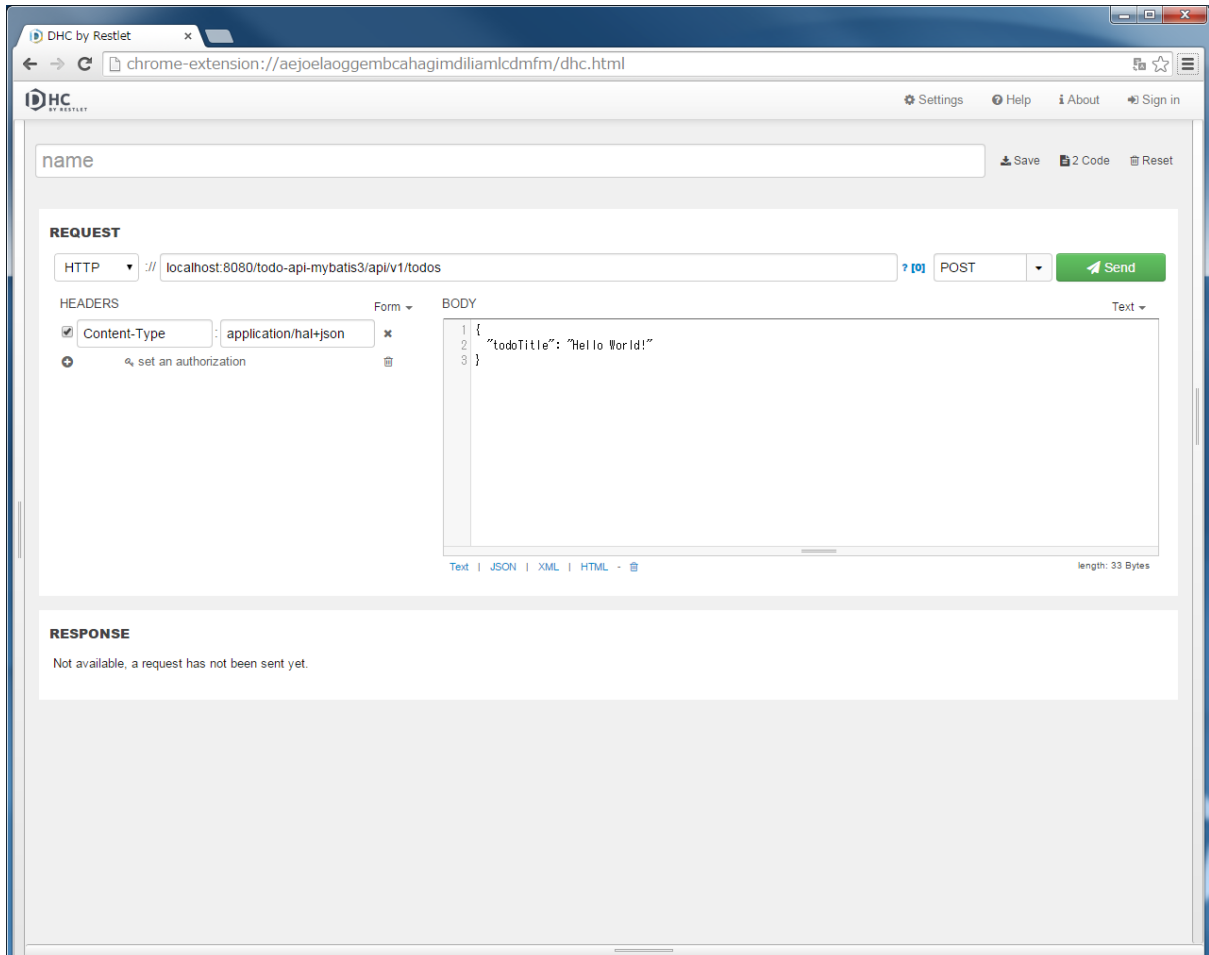 DHC by Restlet
chrome-extension://aejoelaoggembcahagimdiliamlcdmfm/dhc.html
DHC BY RESTLET Settings Help About Sign in
name Save 2 Code Reset
REQUEST
HTTP :// localhost:8080/todo-api-mybatis3/api/v1/todos ? [0] POST Send
HEADERS Form BODY Text
Content-Type : application/hal+json
set an authorization
1 {
2 "todoTitle": "Hello World!"
3 }
Text | JSON | XML | HTML - length: 33 Bytes
RESPONSE
Not available, a request has not been sent yet.